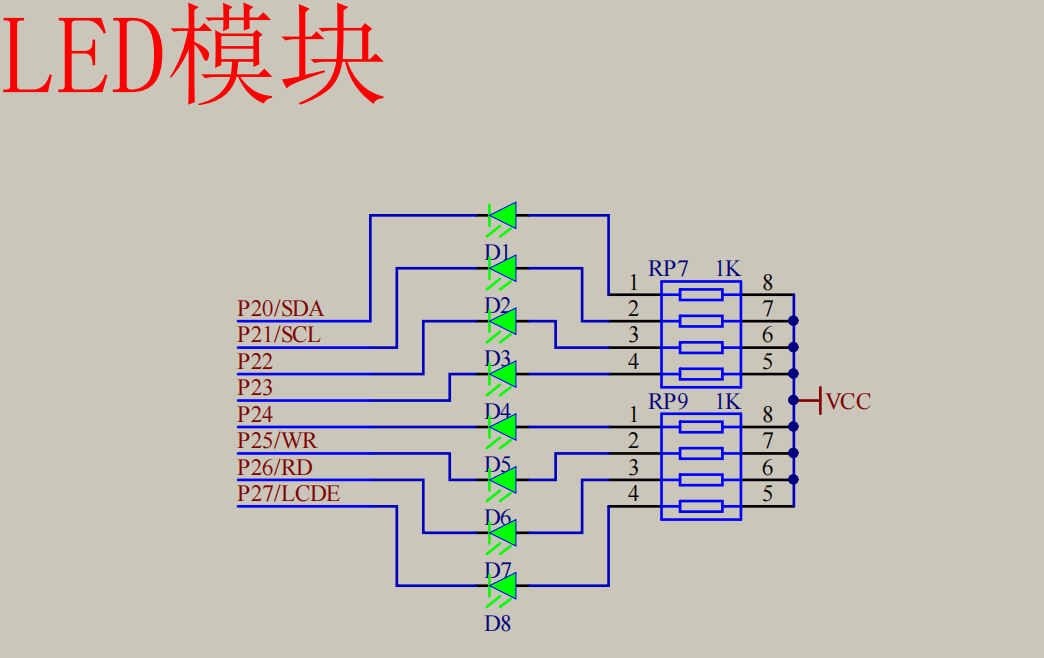 LED模块
D1
RP7 1K
1 8
P20/SDA
D2
2 7
P21/SCL
3 6
P22
D3
4 5
P23
RP9 1K
P24
D4
1 8
P25/WR
2 7
P26/RD
D5
3 6
P27/LCDE
4 5
VCC
D6
D7
D8